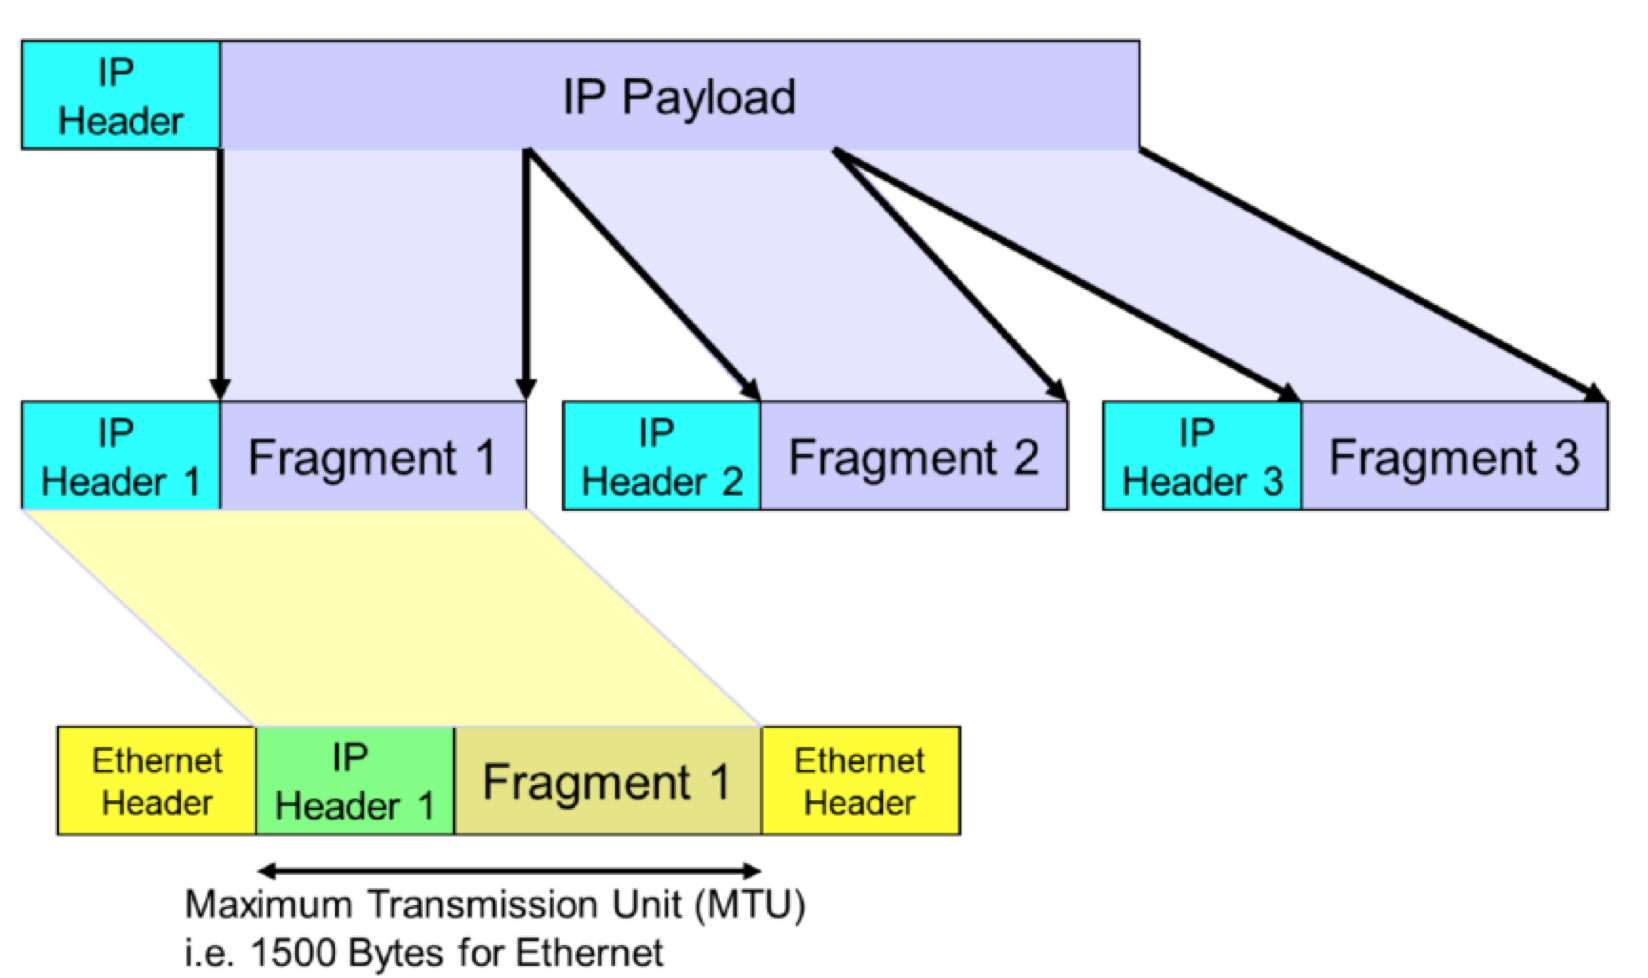 IP
Header
IP Payload
IP
Header 1
Fragment 1
IP
Header 2
Fragment 2
IP
Header 3
Fragment 3
Ethernet
Header
IP
Header 1
Fragment 1
Ethernet
Header
Maximum Transmission Unit (MTU)
i.e. 1500 Bytes for Ethernet